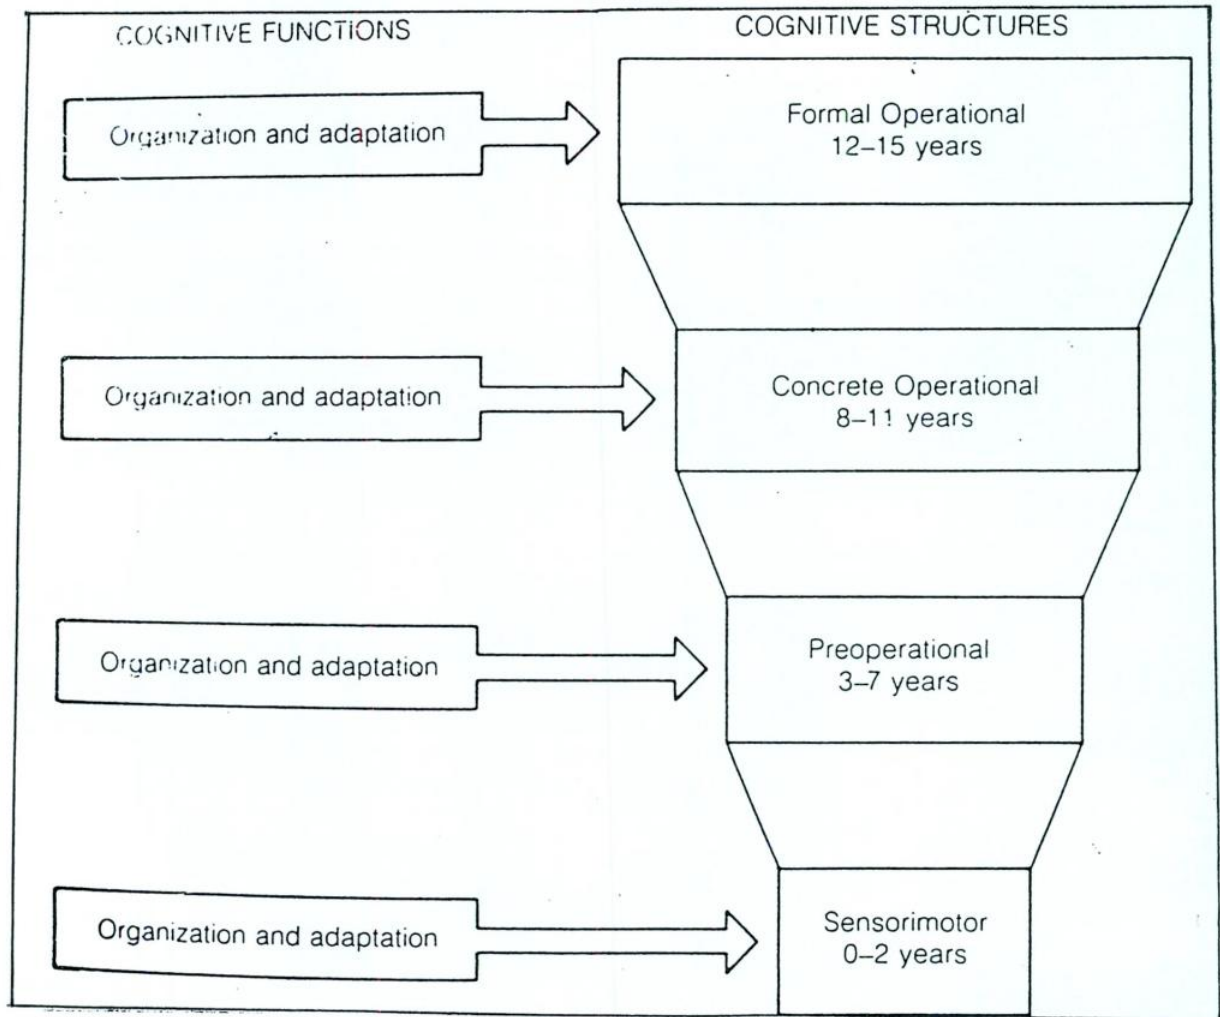 COGNITIVE FUNCTIONS
COGNITIVE STRUCTURES
Organization and adaptation
Formal Operational
12–15 years
Organization and adaptation
Concrete Operational
8–11 years
Organization and adaptation
Preoperational
3–7 years
Organization and adaptation
Sensorimotor
0–2 years